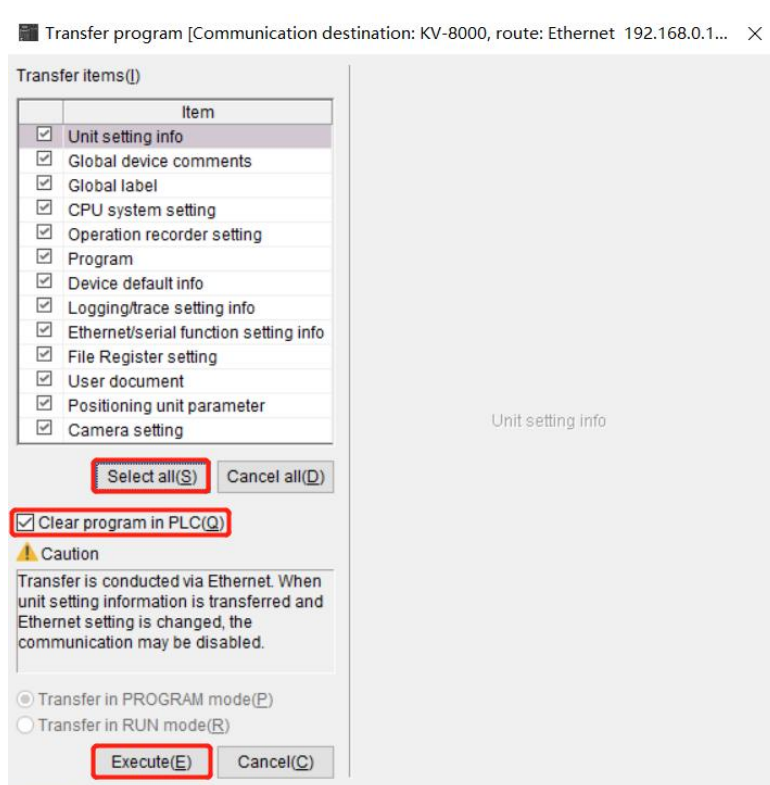 Transfer program [Communication destination: KV-8000, route: Ethernet 192.168.0.1...
Transfer items(I)
Item
Unit setting info
Global device comments
Global label
CPU system setting
Operation recorder setting
Program
Device default info
Logging/trace setting info
Ethernet/serial function setting info
File Register setting
User document
Positioning unit parameter
Camera setting
Unit setting info
Select all(S) Cancel all(D)
Clear program in PLC(Q)
Caution
Transfer is conducted via Ethernet. When
unit setting information is transferred and
Ethernet setting is changed, the
communication may be disabled.
Transfer in PROGRAM mode(P)
Transfer in RUN mode(R)
Execute(E) Cancel(C)